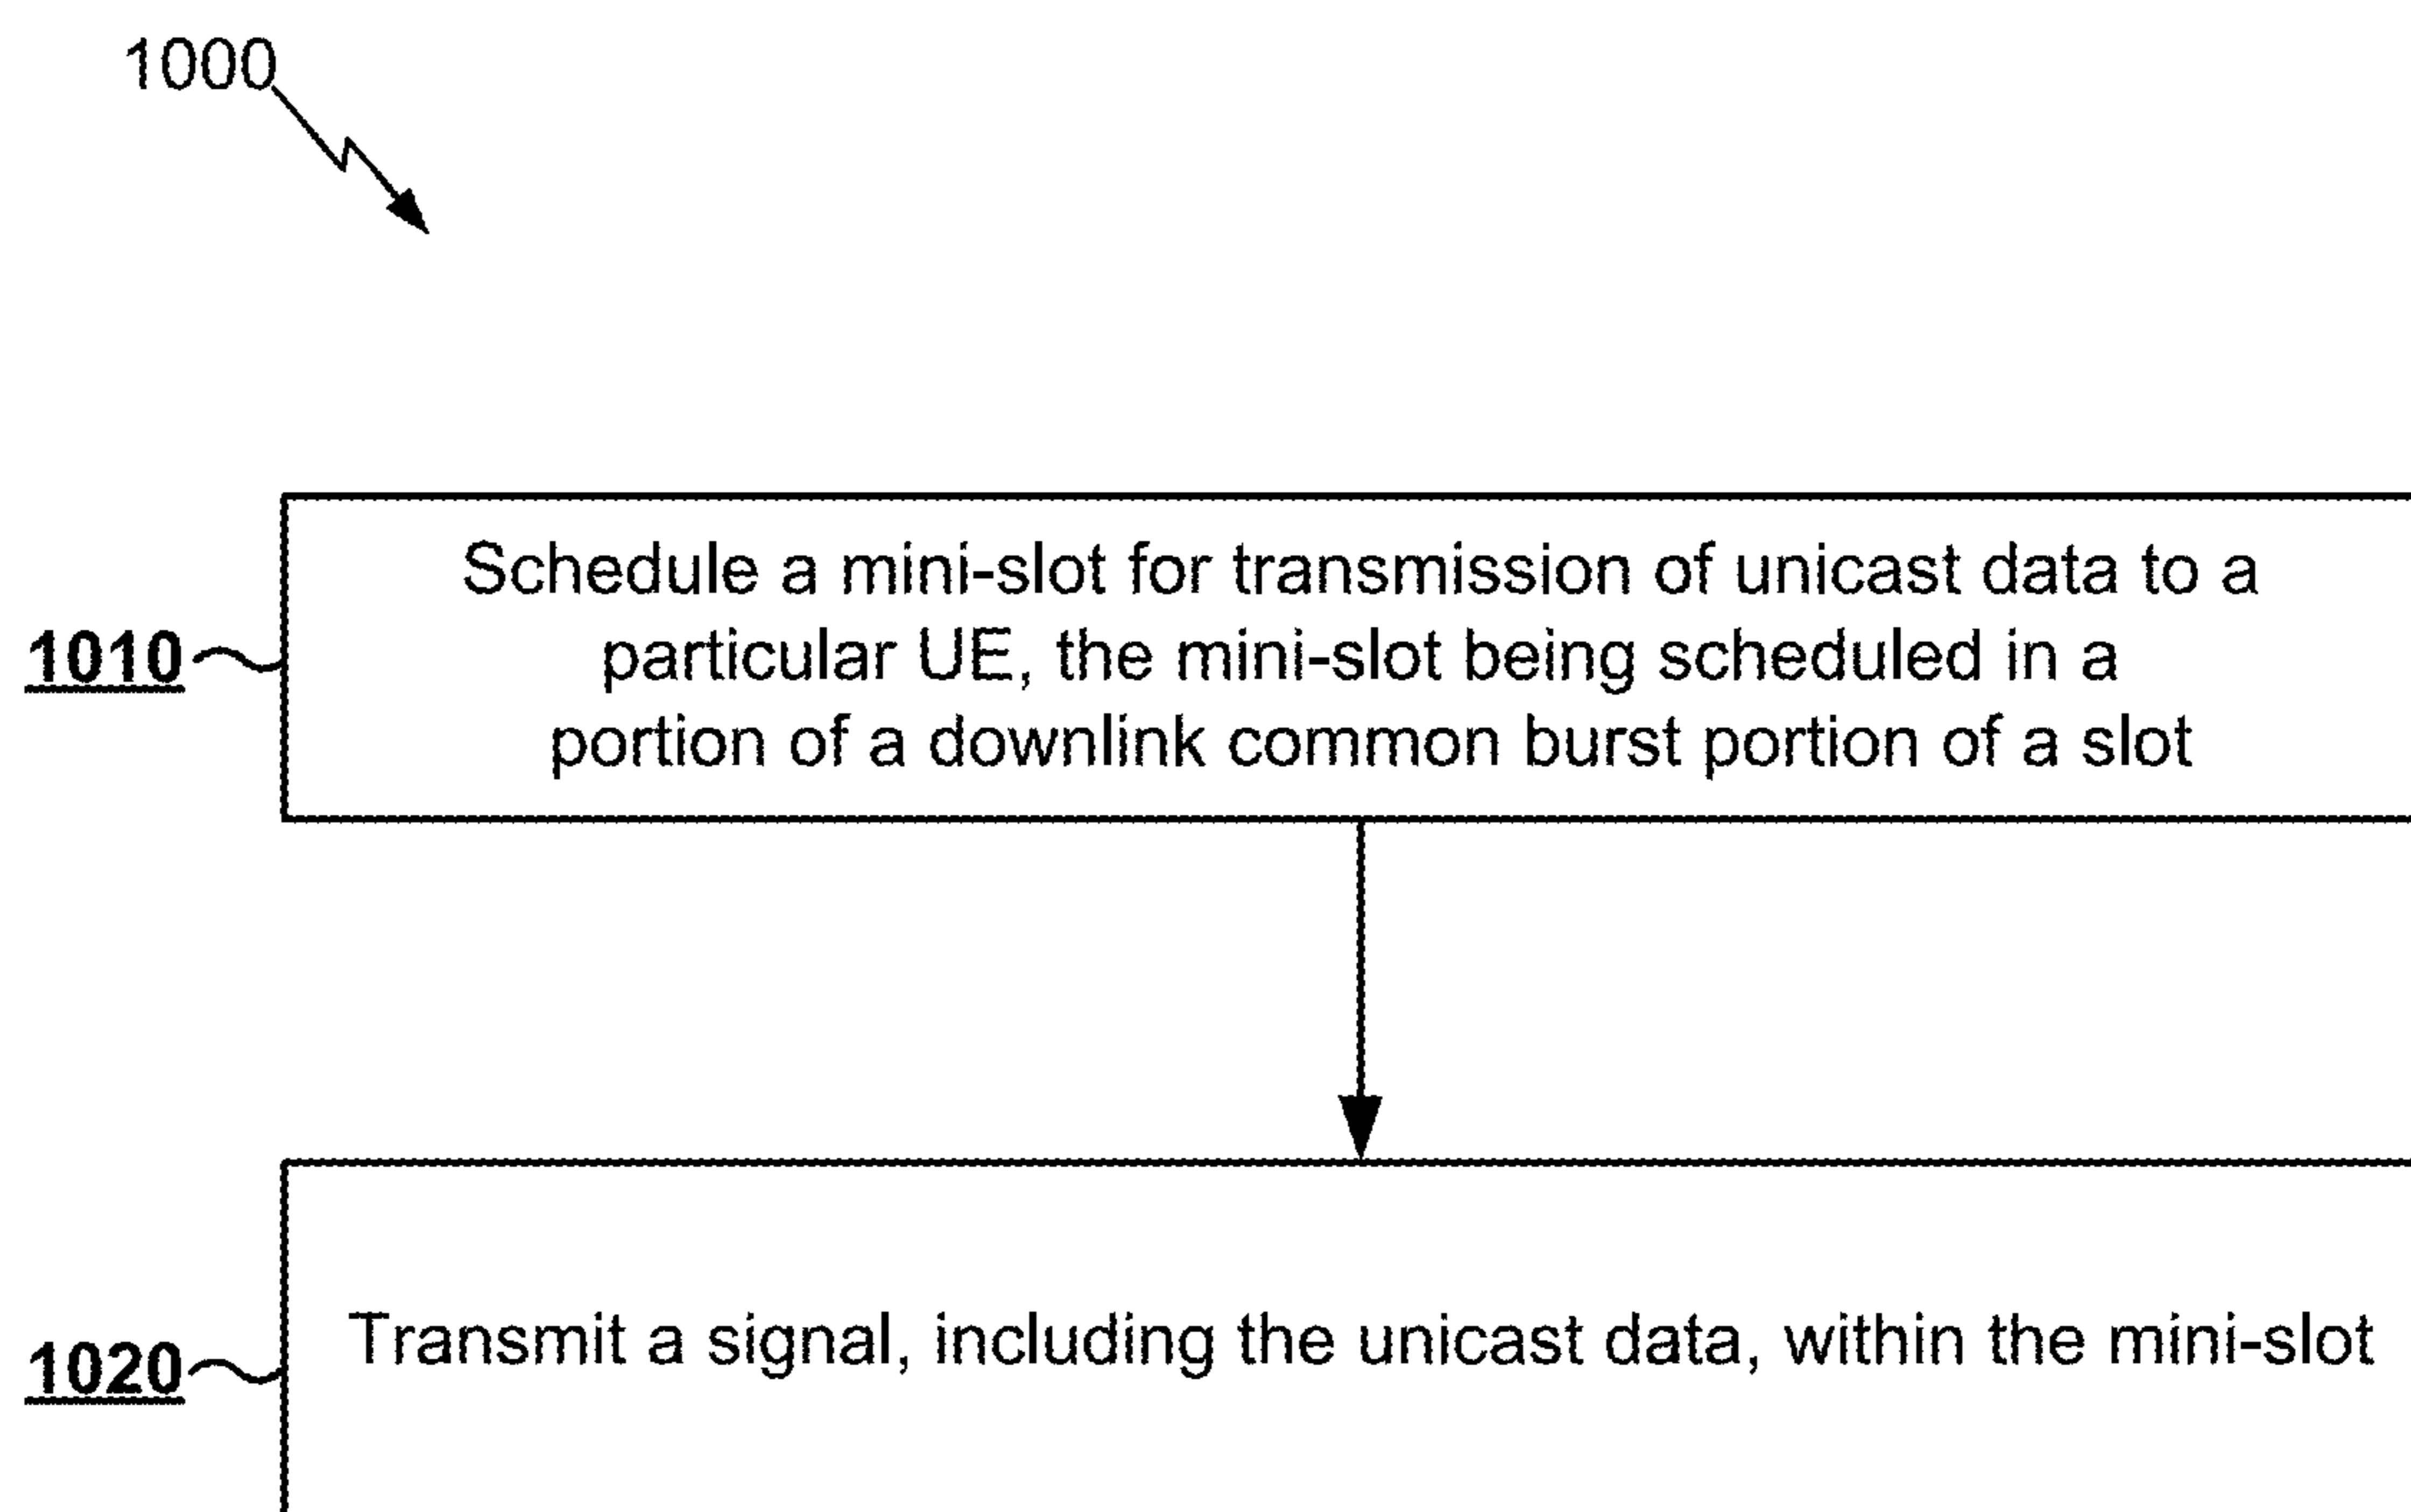 1000
Schedule a mini-slot for transmission of unicast data to a
1010 particular UE, the mini-slot being scheduled in a
portion of a downlink common burst portion of a slot
1020 Transmit a signal, including the unicast data, within the mini-slot